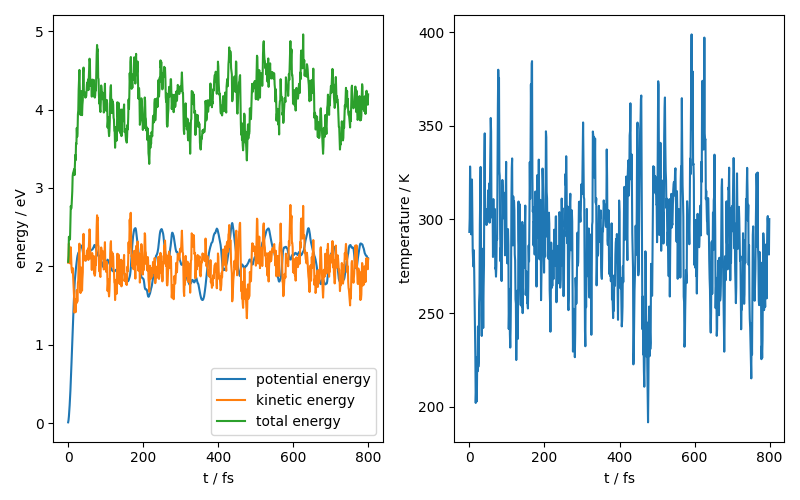 energy / eV
5
4
3
2
1
0
0 200 400 600 800
t / fs
potential energy
kinetic energy
total energy
temperature / K
400
350
300
250
200
0 200 400 600 800
t / fs